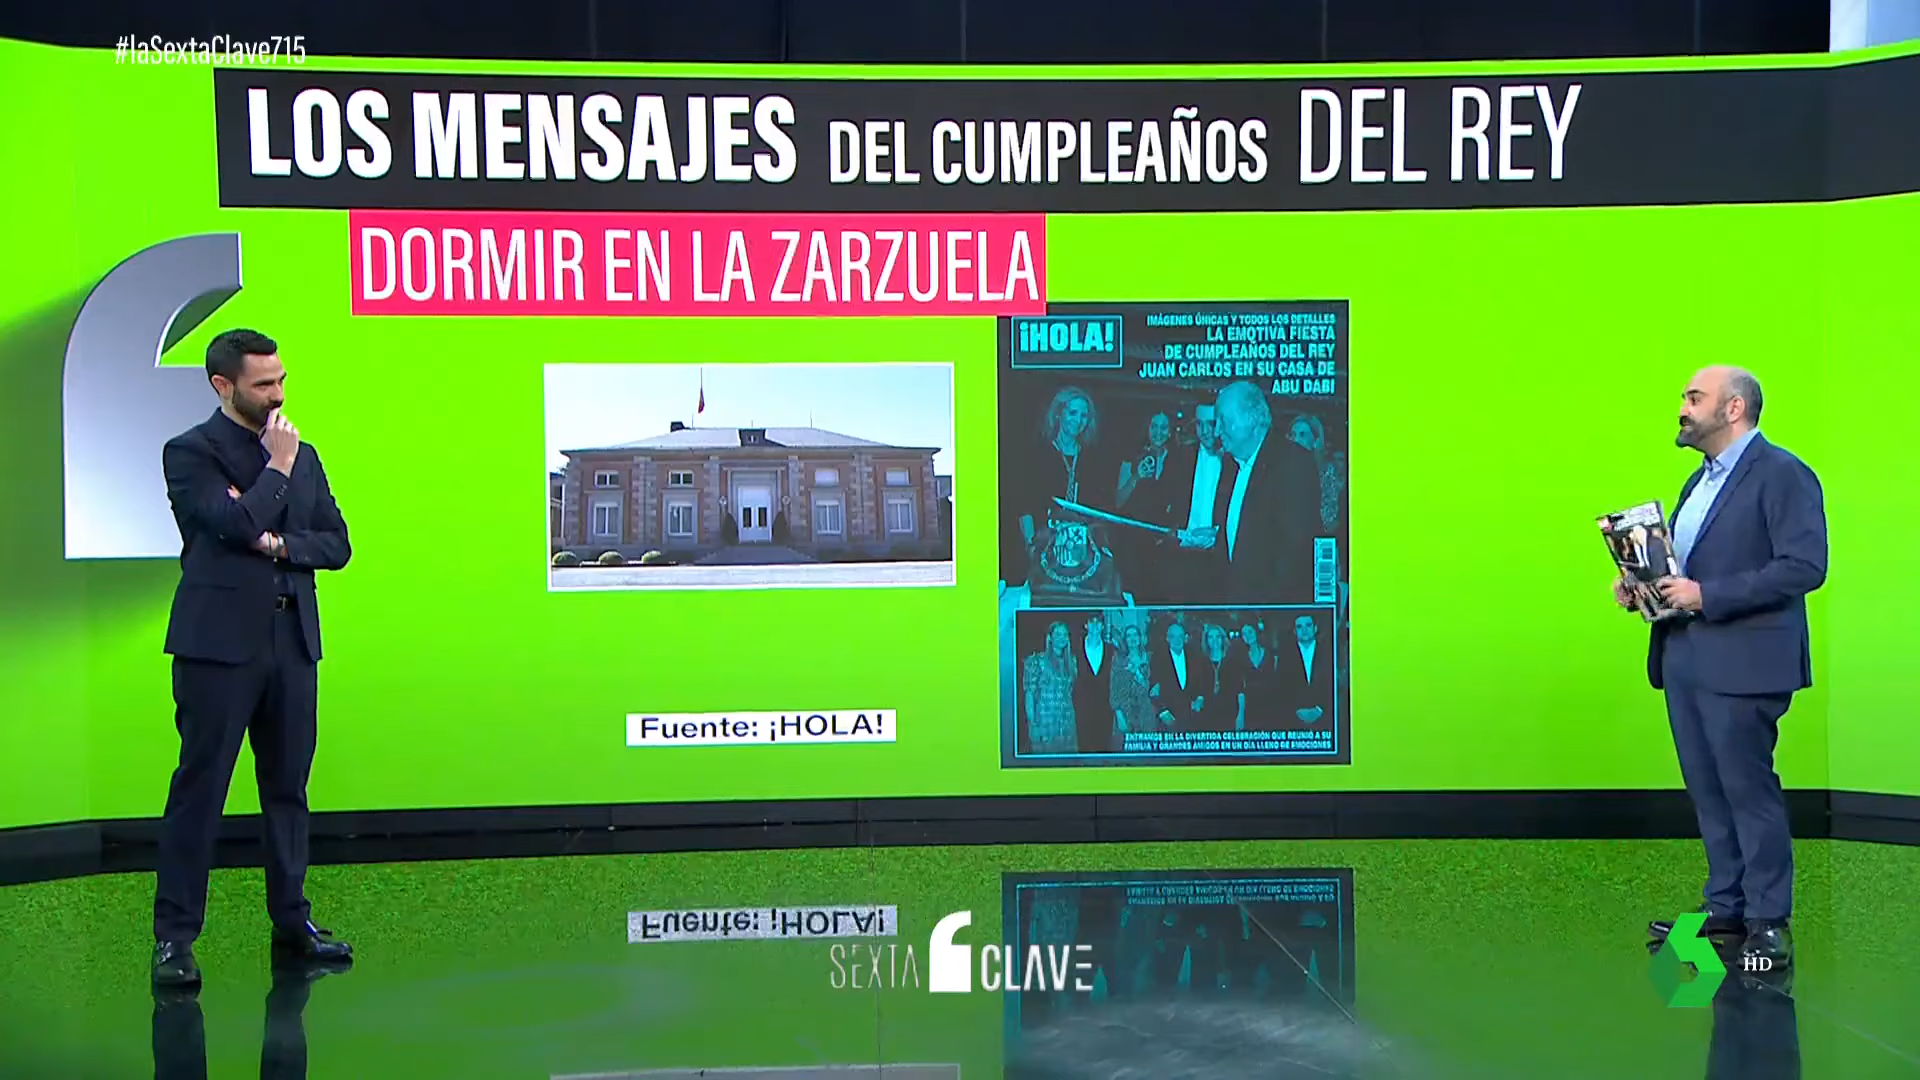 #laSextaClave715
LOS MENSAJES DEL CUMPLEAÑOS DEL REY
DORMIR EN LA ZARZUELA
¡HOLA!
IMÁGENES ÚNICAS Y TODOS LOS DETALLES
LA EMOTIVA FIESTA
DE CUMPLEAÑOS DEL REY
JUAN CARLOS EN SU CASA DE
ABU DABI
ENTRAMOS EN LA DIVERTIDA CELEBRACIÓN QUE REUNIÓ A SU
FAMILIA Y GRANDES AMIGOS EN UN DÍA LLENO DE EMOCIONES
Fuente: ¡HOLA!
SEXTA CLAVE
HD